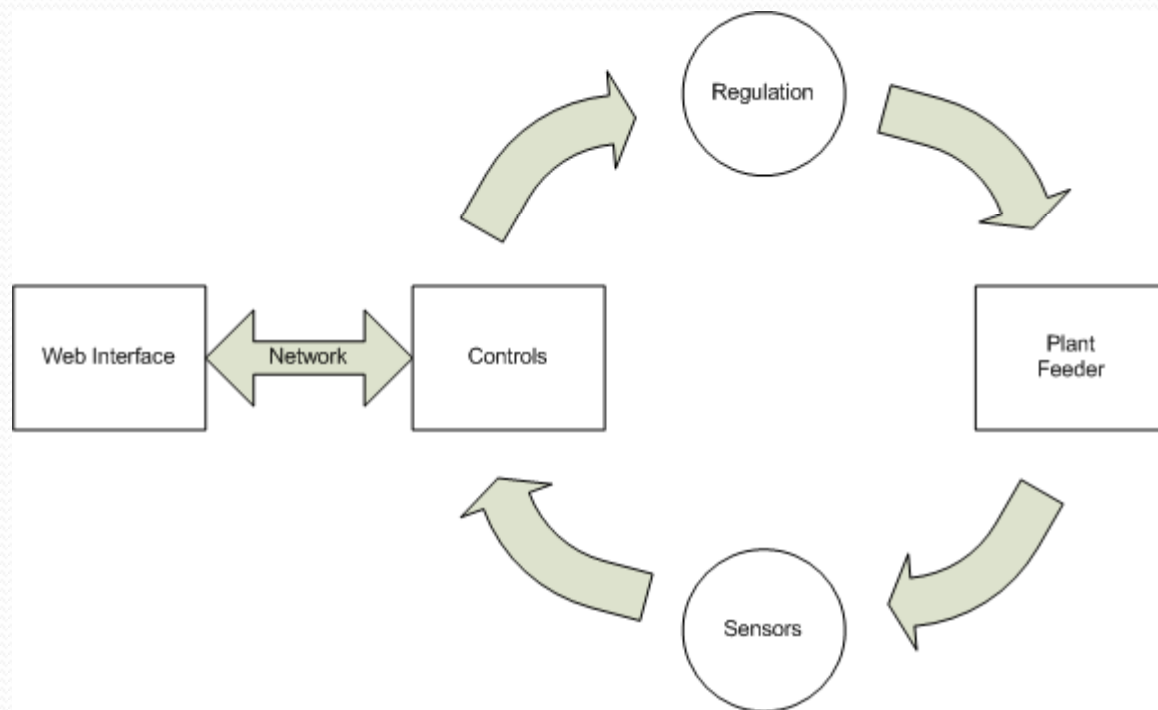 Regulation
Web Interface
Network
Controls
Plant
Feeder
Sensors